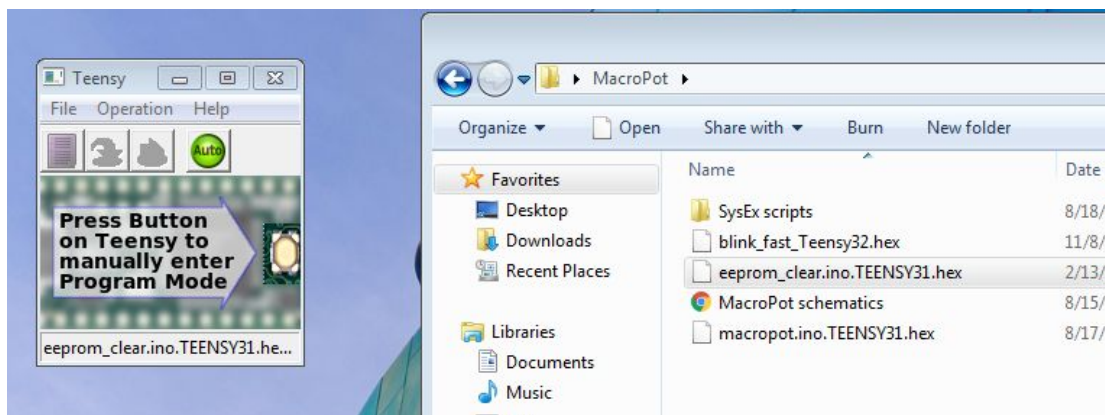 Teensy
File Operation Help
Auto
Press Button
on Teensy to
manually enter
Program Mode
eeprom_clear.ino.TEENSY31.he...
MacroPot
Organize Open Share with Burn New folder
Favorites
Desktop
Downloads
Recent Places
Libraries
Documents
Music
Name Date
SysEx scripts 8/18/
blink_fast_Teensy32.hex 11/8/
eeprom_clear.ino.TEENSY31.hex 2/13/
MacroPot schematics 8/15/
macropot.ino.TEENSY31.hex 8/17/